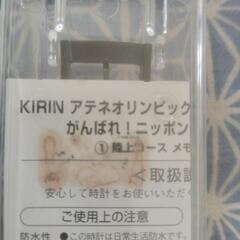 KIRIN アテネオリンピック
がんばれ！ニッポン
① 陸上コース メモ
＜取扱説
安心して時計をお使いいただく
ご使用上の注意
防水性 ●この時計は日常生活防水です